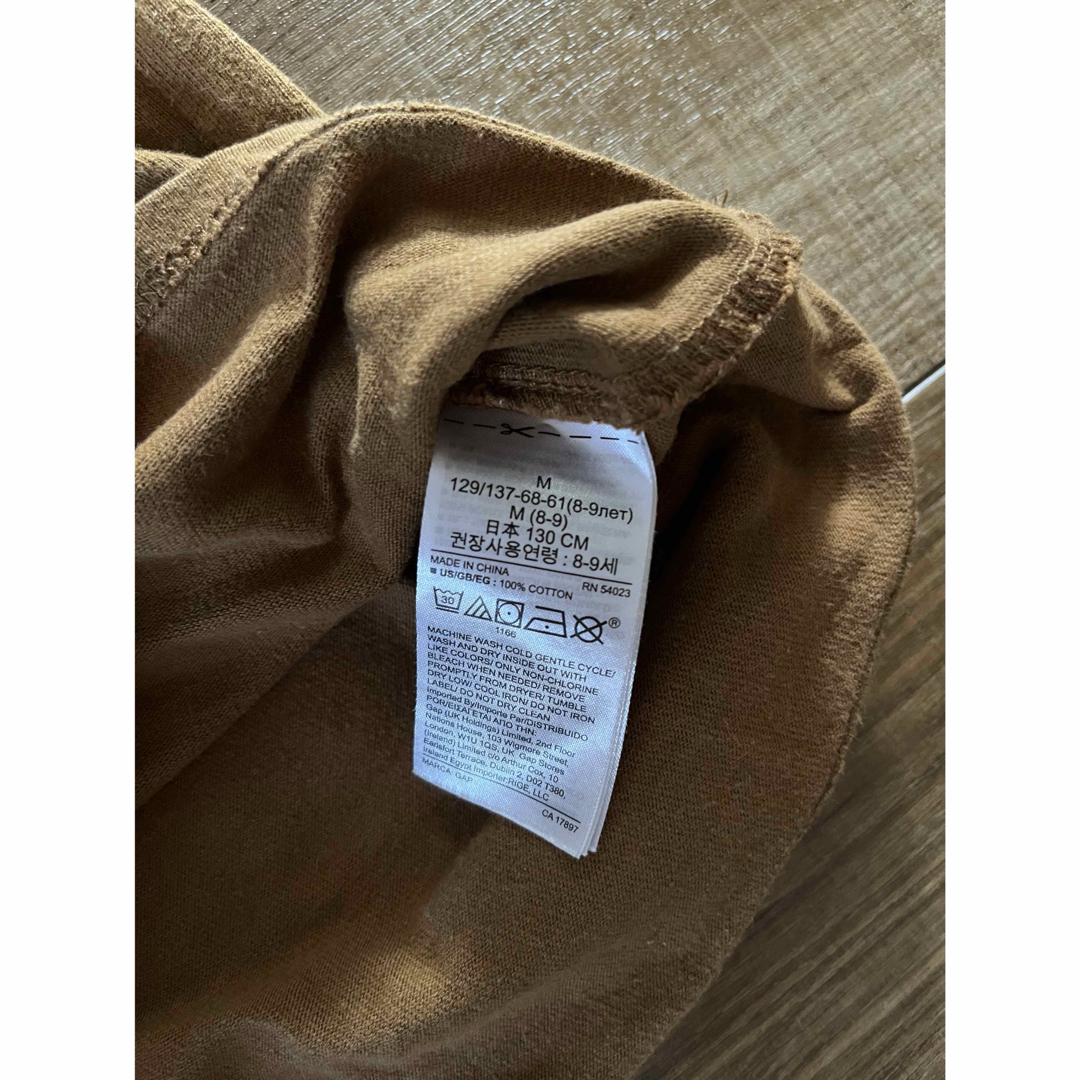 M
129/137-68-61(8-9лет)
M (8-9)
日本 130 CM
권장사용연령 : 8-9세
MADE IN CHINA RN 54023
US/GB/EG : 100% COTTON
30 ®
1166
MACHINE WASH COLD GENTLE CYCLE/
WASH AND DRY INSIDE OUT WITH
LIKE COLORS/ ONLY NON-CHLORINE
BLEACH WHEN NEEDED/ REMOVE
PROMPTLY FROM DRYER/ TUMBLE
DRY LOW/ COOL IRON/ DO NOT IRON
LABEL/ DO NOT DRY CLEAN
Imported By/Importe Par/DISTRIBUIDO
POR/ΕΙΣΑΓΕΤΑΙ ΑΠΟ ΤΗΝ:
Gap (UK Holdings) Limited, 2nd Floor
Nations House, 103 Wigmore Street,
London, W1U 1QS, UK Gap Stores
(Ireland) Limited c/o Arthur Cox, 10
Earlsfort Terrace, Dublin 2, D02 T380,
Ireland Egypt Importer:RIGE, LLC
MARCA: GAP
CA 17897